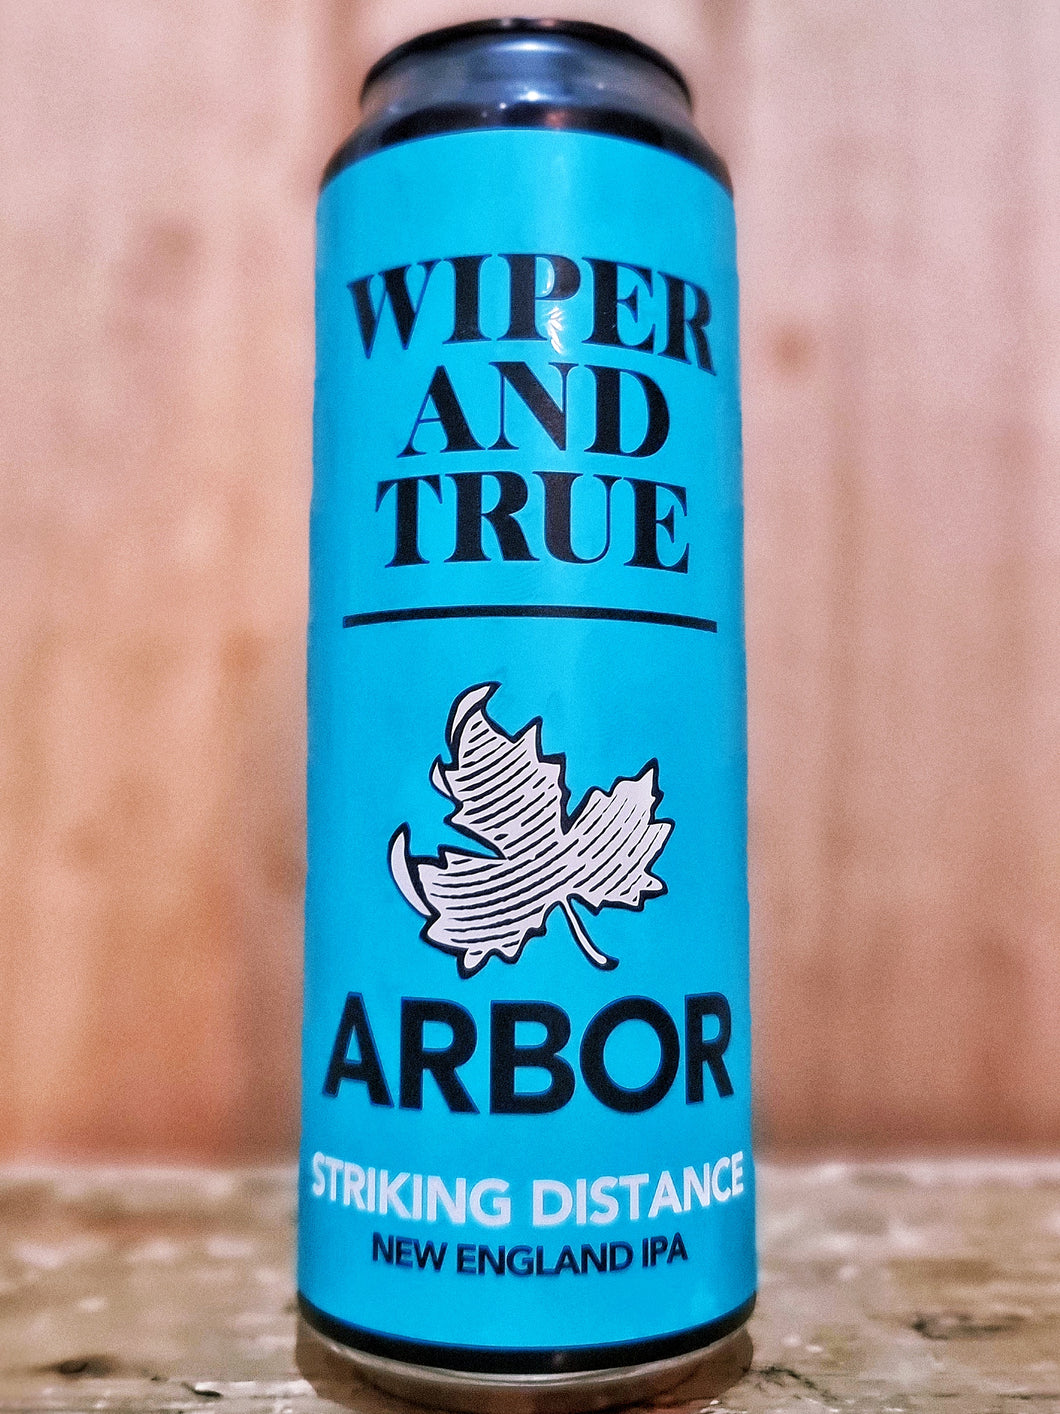 WIPER
AND
TRUE
ARBOR
STRIKING DISTANCE
NEW ENGLAND IPA